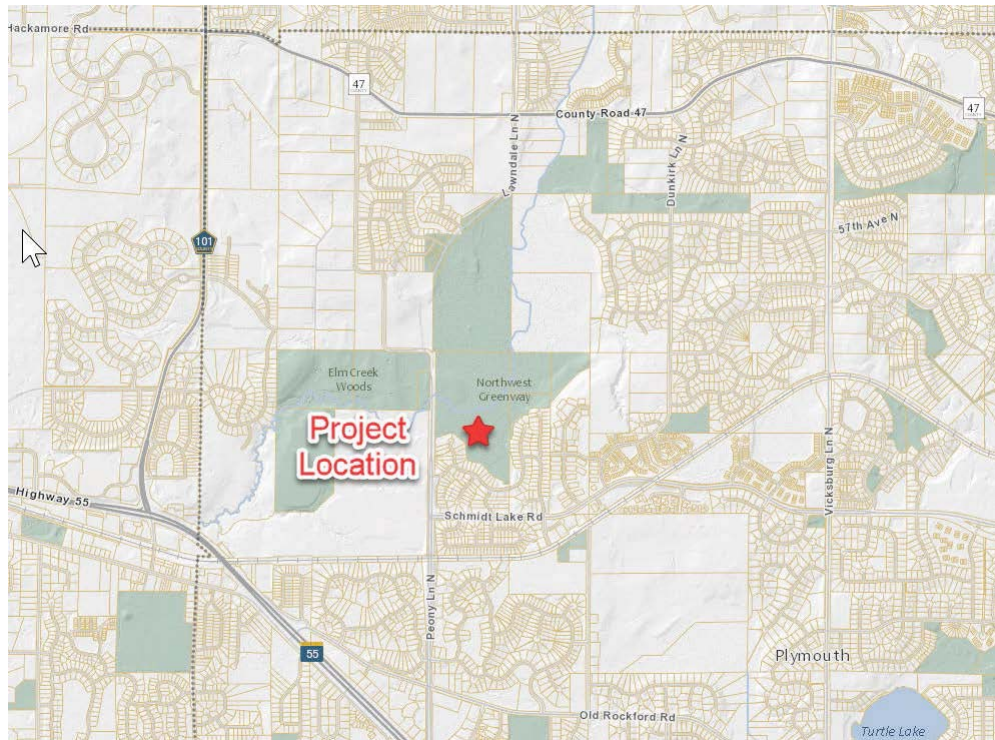 Hackamore Rd
47
County Road 47
47
Lawndale Ln N
Dunkirk Ln N
57th Ave N
101
Elm Creek
Woods
Northwest
Greenway
Project
Location
Vicksburg Ln N
Highway 55
Schmidt Lake Rd
Peony Ln N
55
Plymouth
Old Rockford Rd
Turtle Lake